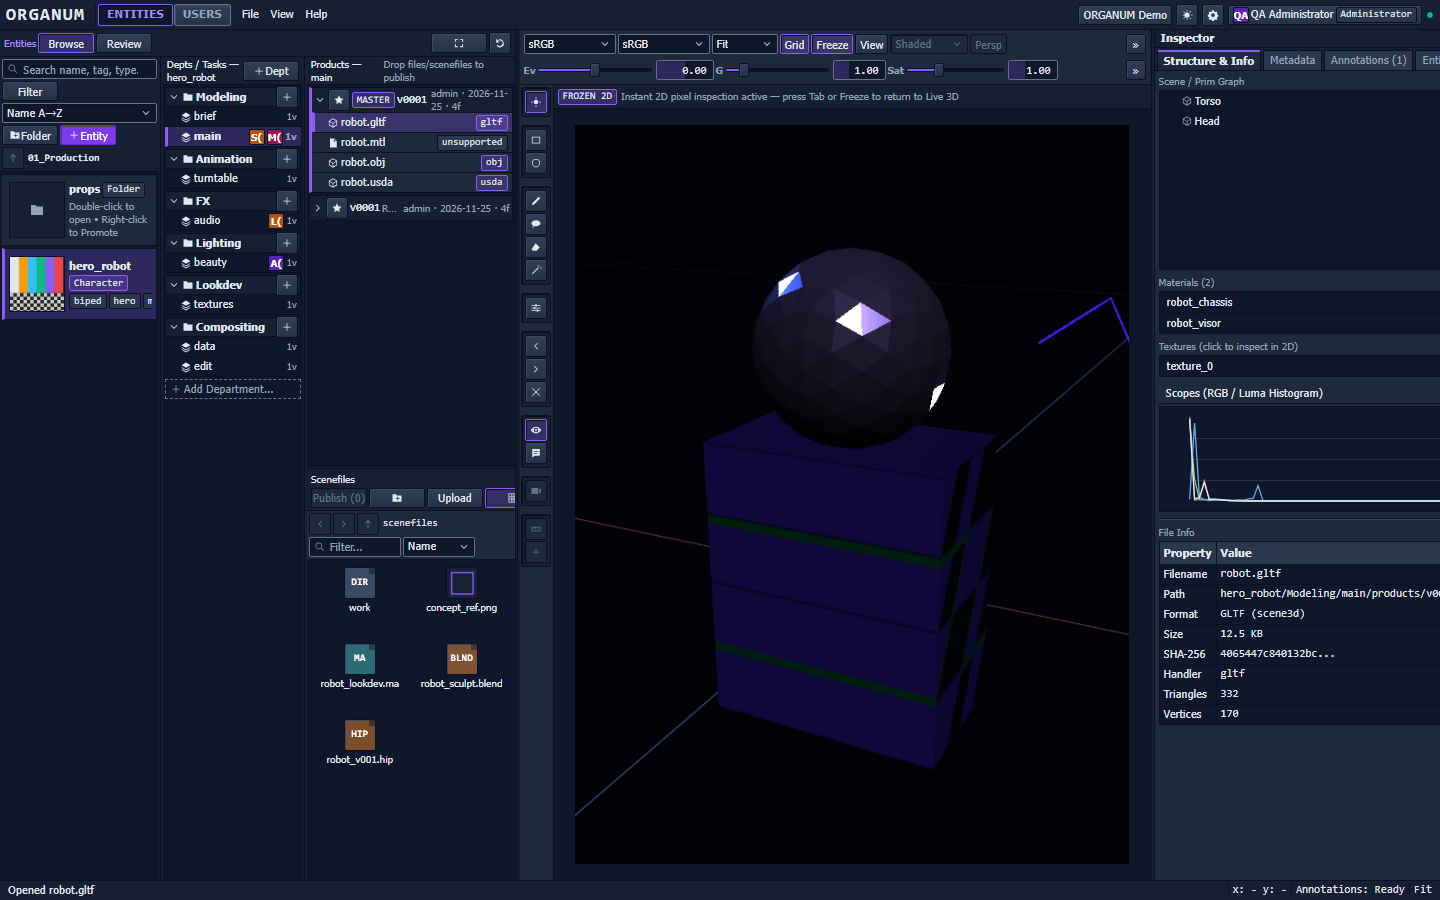 ORGANUM ENTITIES USERS File View Help ORGANUM Demo QA QA Administrator Administrator
Entities Browse Review
Search name, tag, type.
Filter
Name A→Z
Folder + Entity
01_Production
props Folder
Double-click to
open • Right-click
to Promote
hero_robot
Character
biped hero
Depts / Tasks —
hero_robot
+ Dept
Modeling
brief 1v
main S( M( 1v
Animation
turntable 1v
FX
audio L( 1v
Lighting
beauty A( 1v
Lookdev
textures 1v
Compositing
data 1v
edit 1v
+ Add Department...
Products —
main
Drop files/scenefiles to
publish
MASTER v0001 admin · 2026-11-
25 · 4f
robot.gltf gltf
robot.mtl unsupported
robot.obj obj
robot.usda usda
v0001 R... admin · 2026-11-25 · 4f
Scenefiles
Publish (0) Upload
scenefiles
Filter... Name
DIR
work
concept_ref.png
MA
robot_lookdev.ma
BLND
robot_sculpt.blend
HIP
robot_v001.hip
sRGB sRGB Fit Grid Freeze View Shaded Persp »
Ev 0.00 G 1.00 Sat 1.00 »
FROZEN 2D Instant 2D pixel inspection active — press Tab or Freeze to return to Live 3D
Inspector
Structure & Info Metadata Annotations (1) Enti
Scene / Prim Graph
Torso
Head
Materials (2)
robot_chassis
robot_visor
Textures (click to inspect in 2D)
texture_0
Scopes (RGB / Luma Histogram)
File Info
Property Value
Filename robot.gltf
Path hero_robot/Modeling/main/products/v00
Format GLTF (scene3d)
Size 12.5 KB
SHA-256 4065447c840132bc...
Handler gltf
Triangles 332
Vertices 170
Opened robot.gltf x: - y: - Annotations: Ready Fit